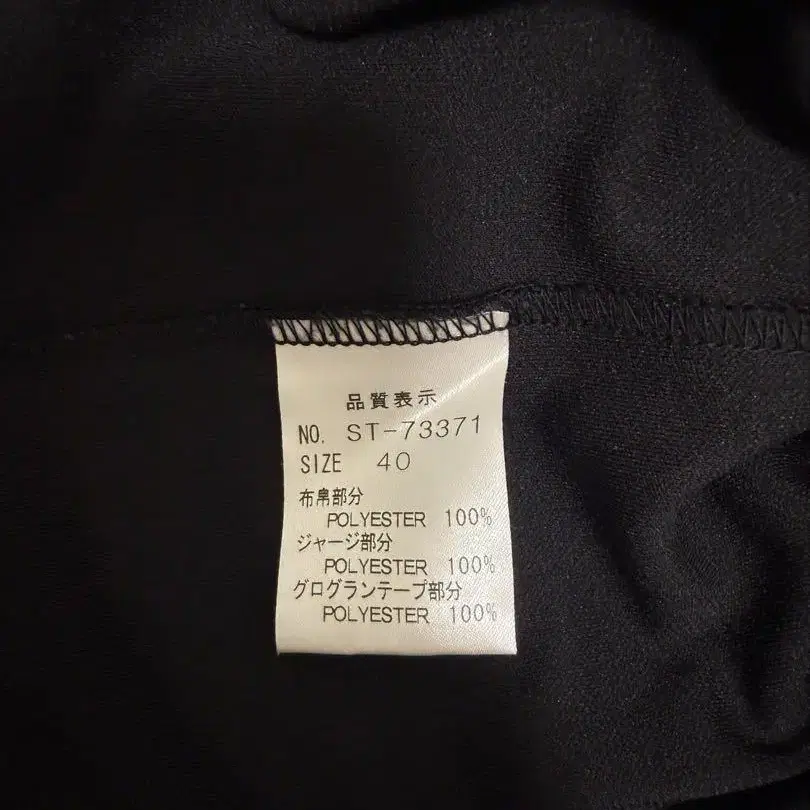 品質表示
NO. ST-73371
SIZE 40
布帛部分
POLYESTER 100%
ジャージ部分
POLYESTER 100%
グログランテープ部分
POLYESTER 100%